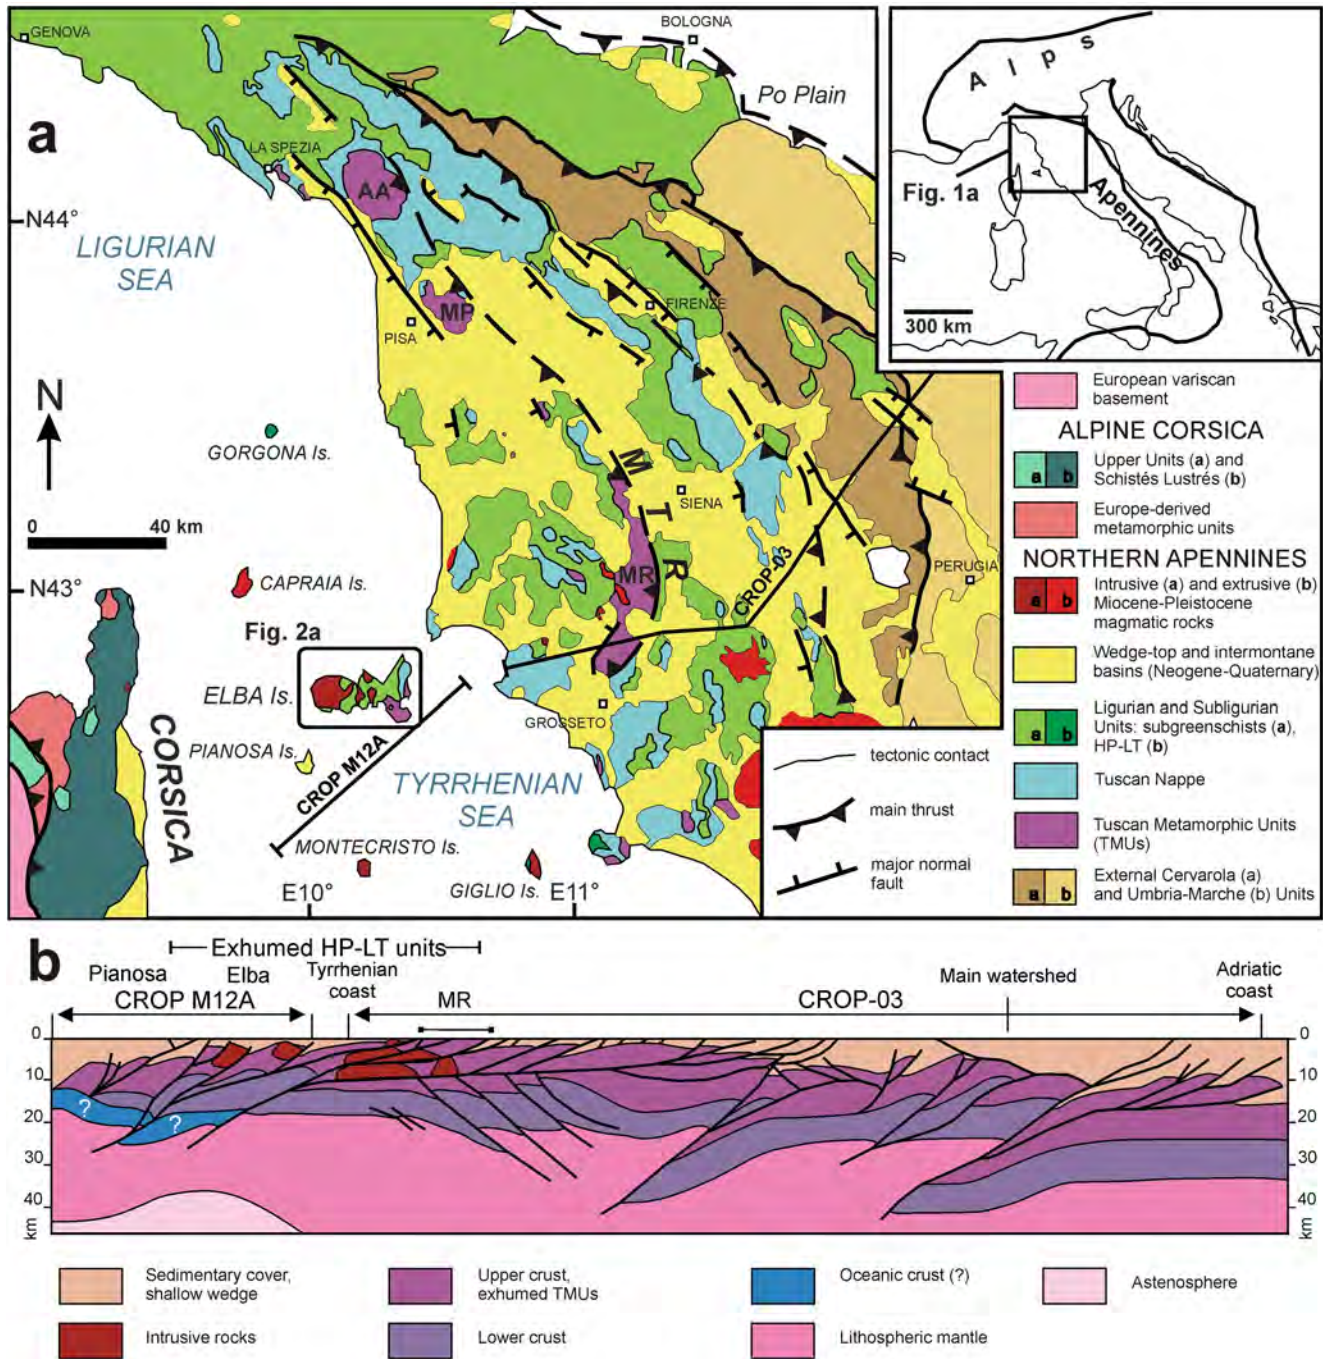 GENOVA
BOLOGNA
Po Plain
a
LA SPEZIA
AA
N44°
LIGURIAN
SEA
MP
PISA
FIRENZE
N
GORGONA Is.
M
T
R
SIENA
0 40 km
MR
CROP-03
PERUGIA
N43°
CAPRAIA Is.
Fig. 2a
ELBA Is.
GROSSETO
PIANOSA Is.
CROP M12A
CORSICA
TYRRHENIAN
SEA
MONTECRISTO Is.
GIGLIO Is.
E10°
E11°
Alps
Fig. 1a
Apennines
300 km
European variscan
basement
ALPINE CORSICA
a b
Upper Units (a) and
Schistés Lustrés (b)
Europe-derived
metamorphic units
NORTHERN APENNINES
a b
Intrusive (a) and extrusive (b)
Miocene-Pleistocene
magmatic rocks
Wedge-top and intermontane
basins (Neogene-Quaternary)
a b
Ligurian and Subligurian
Units: subgreenschists (a),
HP-LT (b)
Tuscan Nappe
Tuscan Metamorphic Units
(TMUs)
a b
External Cervarola (a)
and Umbria-Marche (b) Units
tectonic contact
main thrust
major normal
fault
b
Exhumed HP-LT units
Pianosa
Elba
Tyrrhenian
coast
Main watershed
Adriatic
coast
CROP M12A
MR
CROP-03
0
10
20
30
40
km
?
?
0
10
20
30
40
km
Sedimentary cover,
shallow wedge
Upper crust,
exhumed TMUs
Oceanic crust (?)
Astenosphere
Intrusive rocks
Lower crust
Lithospheric mantle